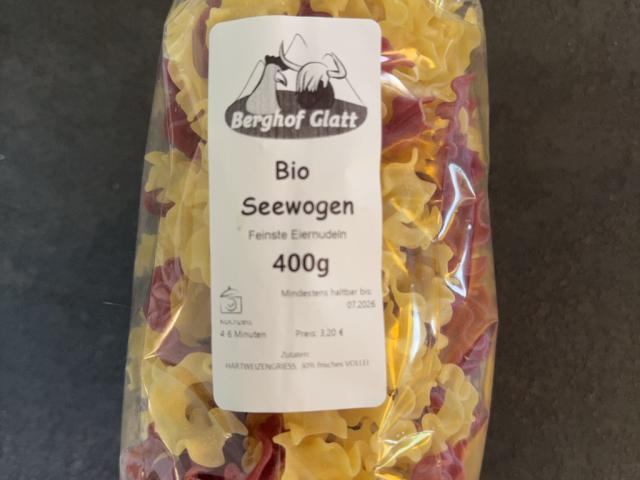 Berghof Glatt
Bio
Seewogen
Feinste Eiernudeln
400g
Mindestens haltbar bis:
07.2026
4-6 Minuten Preis: 3,20 €
Zutaten:
HARTWEIZENGRIESS, 30% frisches VOLLEI